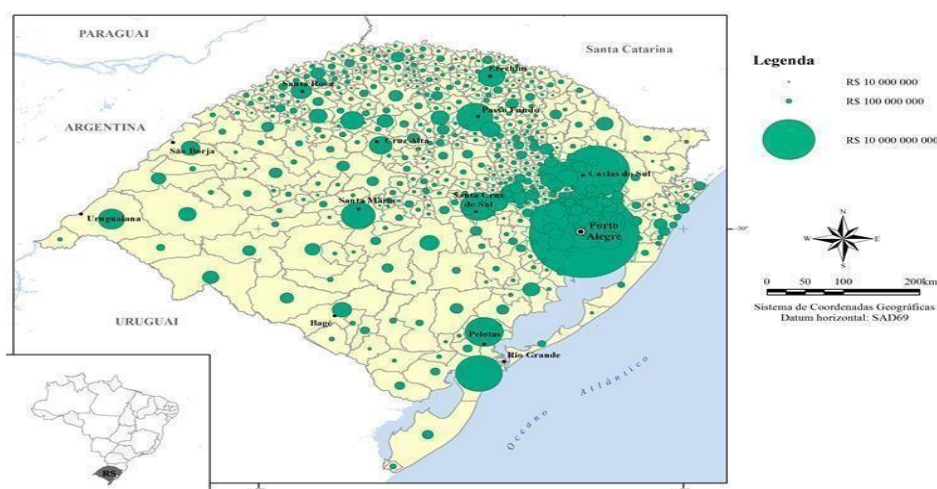 PARAGUAI
Santa Catarina
Erechim
Santa Rosa
Passo Fundo
ARGENTINA
Cruz Alta
São Borja
Caxias do Sul
Santa Cruz
do Sul
Santa Maria
Uruguaiana
Porto
Alegre
-30°
URUGUAI
Bagé
Pelotas
Rio Grande
Oceano Atlântico
RS
Legenda
R$ 10 000 000
R$ 100 000 000
R$ 10 000 000 000
N
W E
S
0 50 100 200km
Sistema de Coordenadas Geográficas
Datum horizontal: SAD69